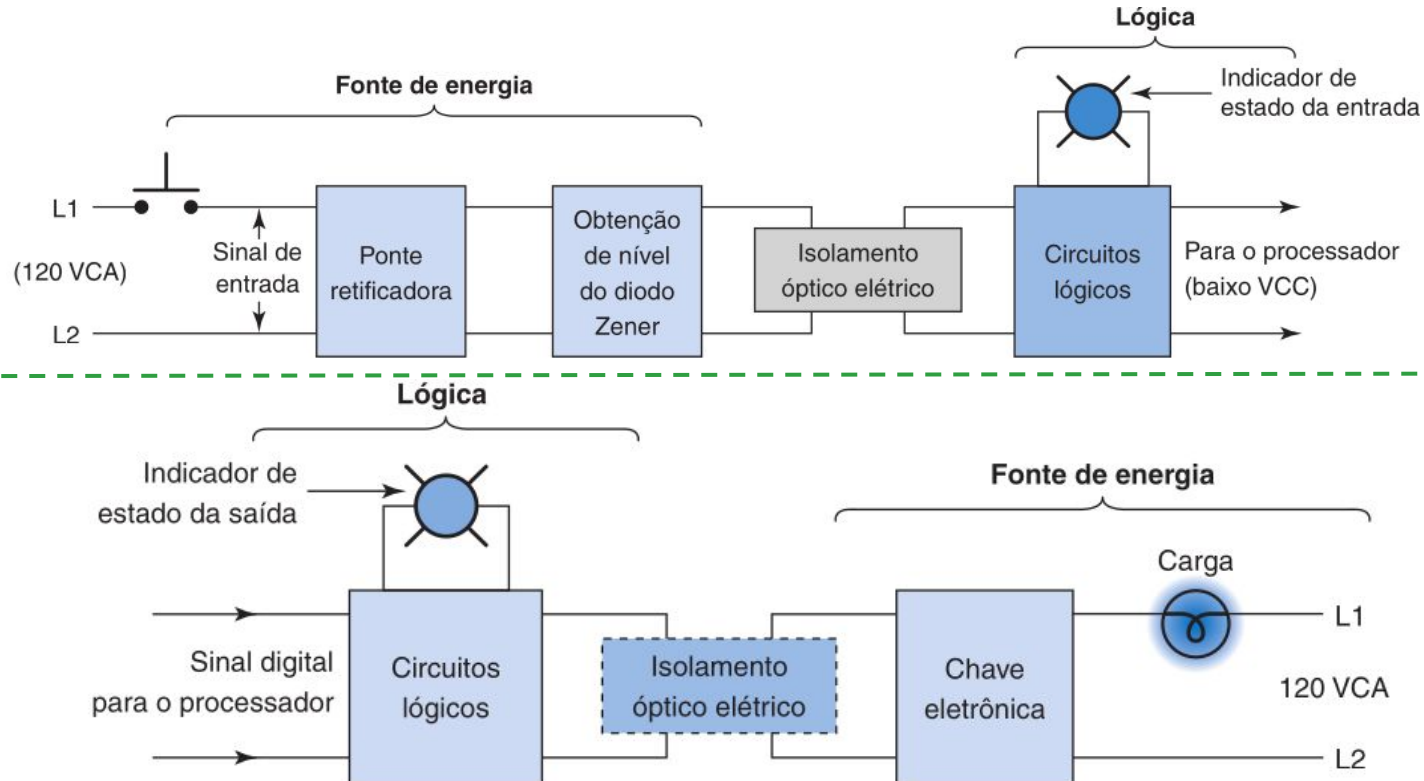 Lógica
Fonte de energia
Indicador de
estado da entrada
L1
(120 VCA)
L2
Sinal de
entrada
Ponte
retificadora
Obtenção
de nível
do diodo
Zener
Isolamento
óptico elétrico
Circuitos
lógicos
Para o processador
(baixo VCC)
Lógica
Indicador de
estado da saída
Fonte de energia
Carga
Sinal digital
para o processador
Circuitos
lógicos
Isolamento
óptico elétrico
Chave
eletrônica
L1
120 VCA
L2